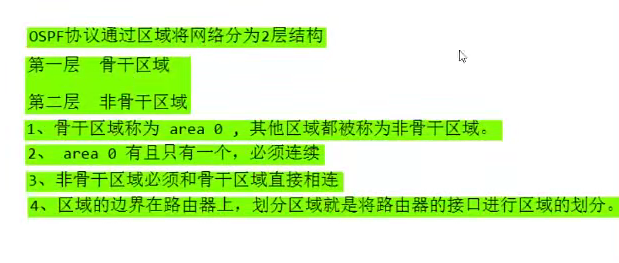 OSPF协议通过区域将网络分为2层结构
第一层 骨干区域
第二层 非骨干区域
1、骨干区域称为 area 0 , 其他区域都被称为非骨干区域。
2、 area 0 有且只有一个，必须连续
3、非骨干区域必须和骨干区域直接相连
4、区域的边界在路由器上，划分区域就是将路由器的接口进行区域的划分。